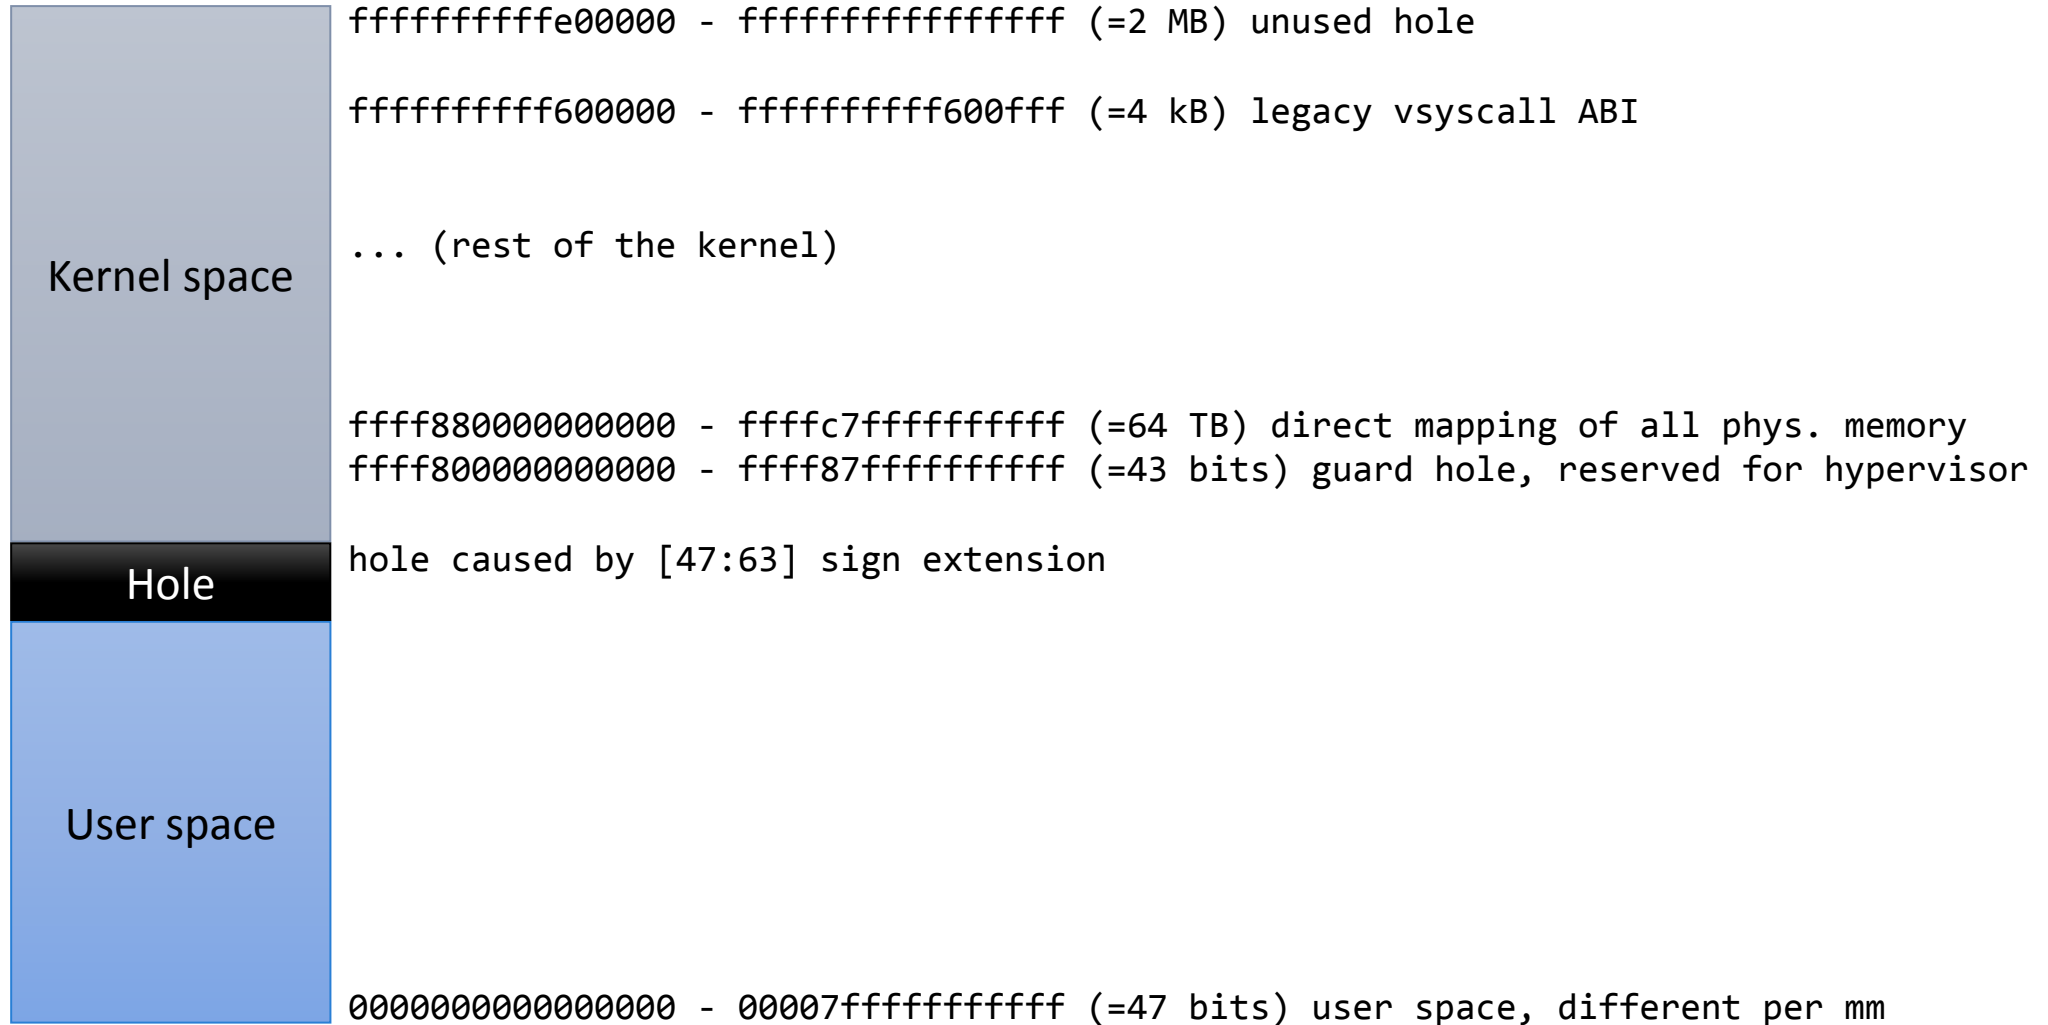 ffffffffffe00000 - ffffffffffffffff (=2 MB) unused hole
ffffffffff600000 - ffffffffff600fff (=4 kB) legacy vsyscall ABI
... (rest of the kernel)
Kernel space
ffff880000000000 - ffffc7ffffffffff (=64 TB) direct mapping of all phys. memory
ffff800000000000 - ffff87ffffffffff (=43 bits) guard hole, reserved for hypervisor
hole caused by [47:63] sign extension
Hole
User space
0000000000000000 - 00007fffffffffff (=47 bits) user space, different per mm